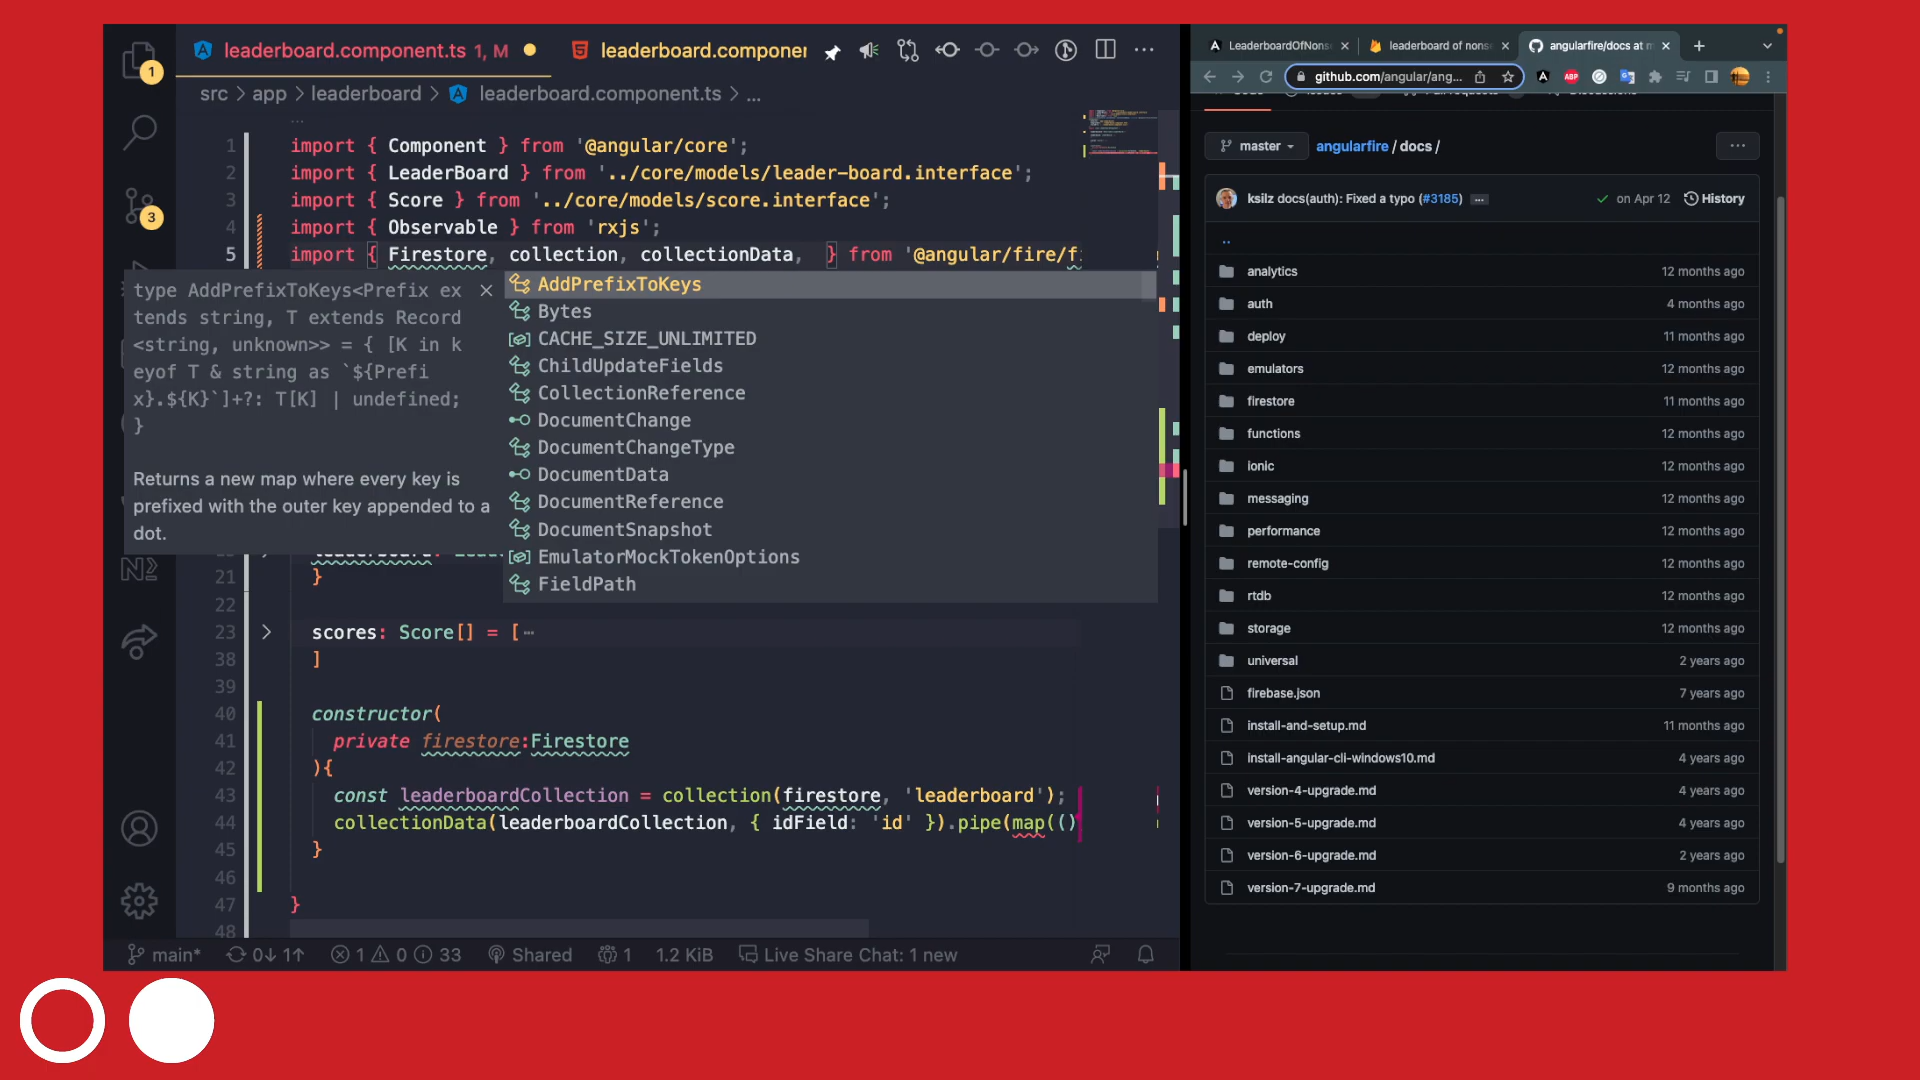 leaderboard.component.ts 1, M
leaderboard.componer
src > app > leaderboard > leaderboard.component.ts > ...
1 import { Component } from '@angular/core';
2 import { LeaderBoard } from '../core/models/leader-board.interface';
3 import { Score } from '../core/models/score.interface';
4 import { Observable } from 'rxjs';
5 import { Firestore, collection, collectionData, } from '@angular/fire/f
type AddPrefixToKeys<Prefix ex
tends string, T extends Record
<string, unknown>> = { [K in k
eyof T & string as `${Prefi
x}.${K}`]+?: T[K] | undefined;
}
Returns a new map where every key is
prefixed with the outer key appended to a
dot.
AddPrefixToKeys
Bytes
CACHE_SIZE_UNLIMITED
ChildUpdateFields
CollectionReference
DocumentChange
DocumentChangeType
DocumentData
DocumentReference
DocumentSnapshot
EmulatorMockTokenOptions
FieldPath
21 }
22
23 scores: Score[] = [
38 ]
39
40 constructor(
41 private firestore:Firestore
42 ){
43 const leaderboardCollection = collection(firestore, 'leaderboard');
44 collectionData(leaderboardCollection, { idField: 'id' }).pipe(map(()
45 }
46
47 }
48
1
3
main* 0↓ 1↑ 1 0 33 Shared 1 1.2 KiB Live Share Chat: 1 new
LeaderboardOfNons
leaderboard of nons
angularfire/docs at m
github.com/angular/ang...
ABP
master
angularfire / docs /
ksilz docs(auth): Fixed a typo (#3185) ... on Apr 12 History
..
analytics 12 months ago
auth 4 months ago
deploy 11 months ago
emulators 12 months ago
firestore 11 months ago
functions 12 months ago
ionic 12 months ago
messaging 12 months ago
performance 12 months ago
remote-config 12 months ago
rtdb 12 months ago
storage 12 months ago
universal 2 years ago
firebase.json 7 years ago
install-and-setup.md 11 months ago
install-angular-cli-windows10.md 4 years ago
version-4-upgrade.md 4 years ago
version-5-upgrade.md 4 years ago
version-6-upgrade.md 2 years ago
version-7-upgrade.md 9 months ago